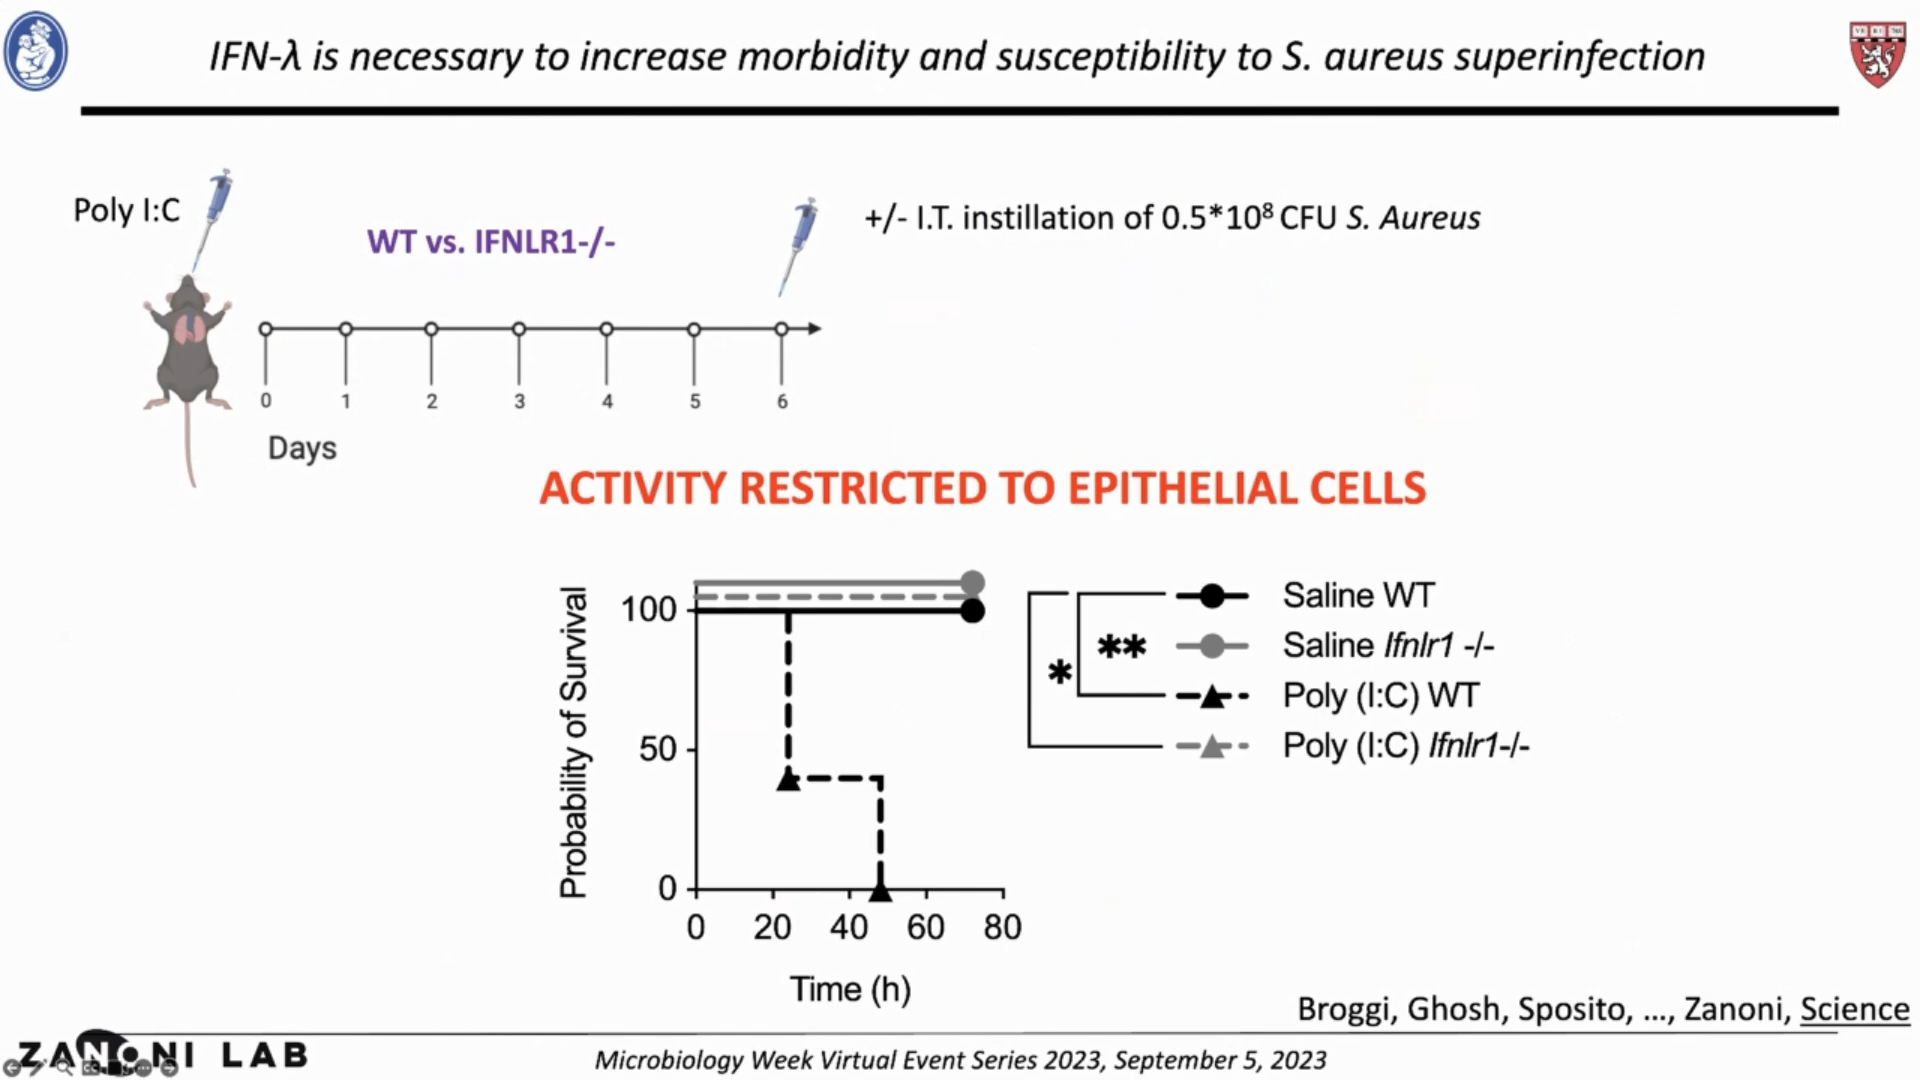 IFN-λ is necessary to increase morbidity and susceptibility to S. aureus superinfection
Poly I:C
WT vs. IFNLR1-/-
+/- I.T. instillation of 0.5*10⁸ CFU S. Aureus
0 1 2 3 4 5 6
Days
ACTIVITY RESTRICTED TO EPITHELIAL CELLS
Probability of Survival
100
50
0
0 20 40 60 80
Time (h)
*
**
Saline WT
Saline Ifnlr1 -/-
Poly (I:C) WT
Poly (I:C) Ifnlr1-/-
Broggi, Ghosh, Sposito, ..., Zanoni, Science
ZANONI LAB
Microbiology Week Virtual Event Series 2023, September 5, 2023